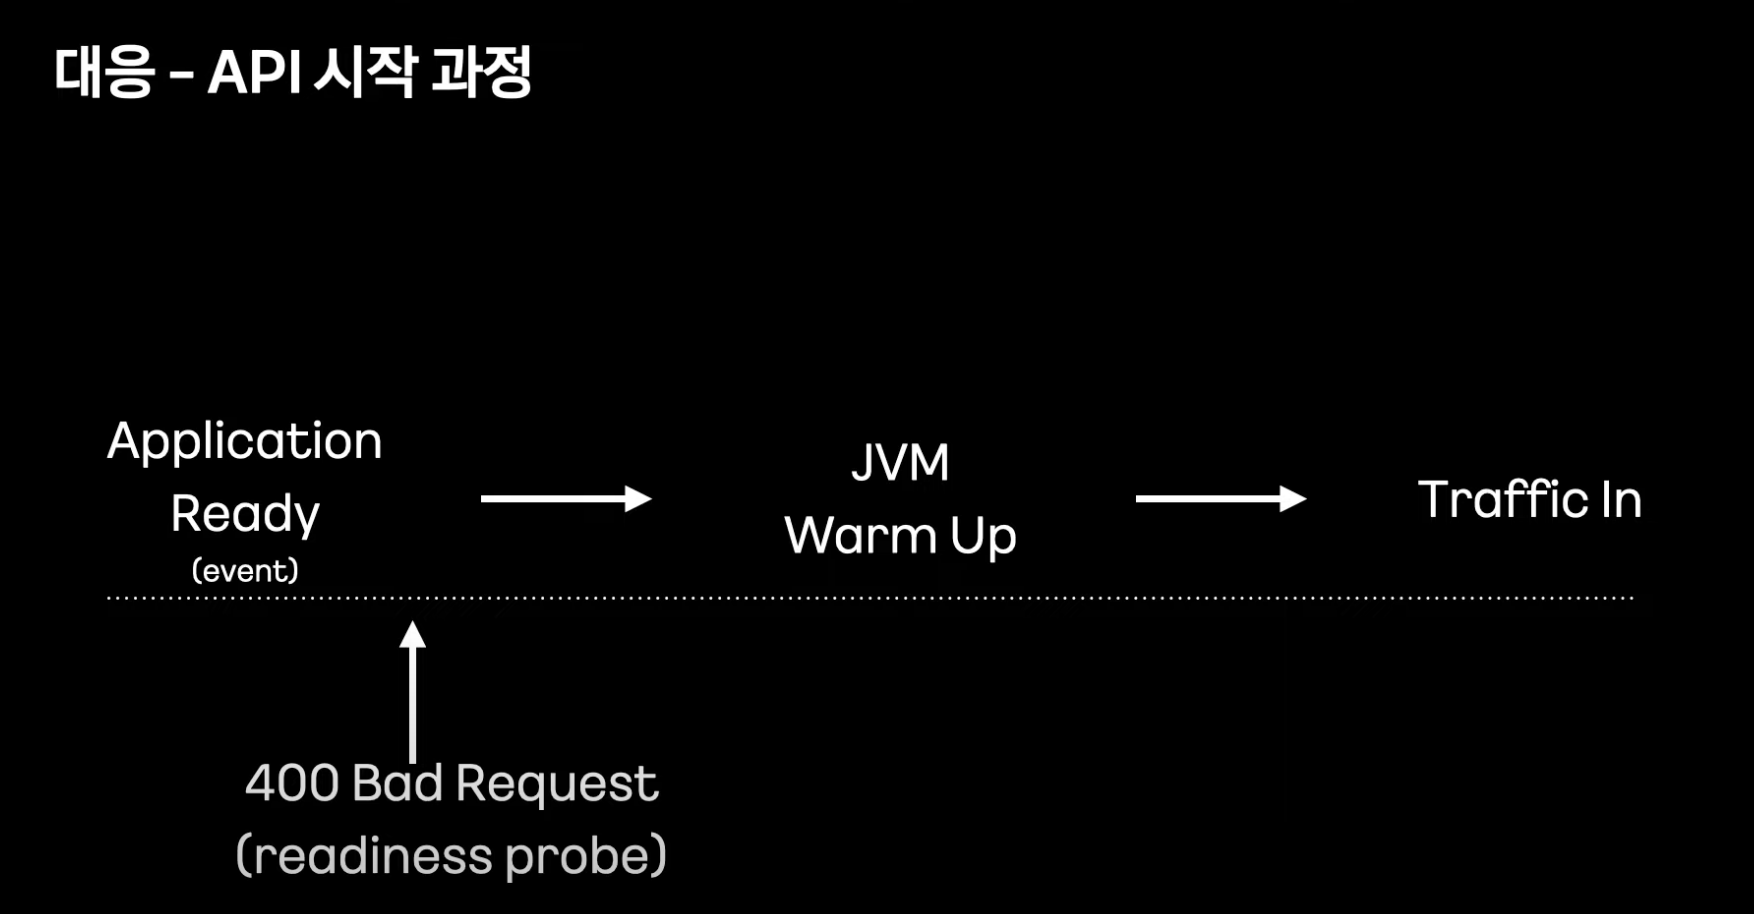 대응 - API 시작 과정
Application
Ready
(event)
JVM
Warm Up
Traffic In
400 Bad Request
(readiness probe)